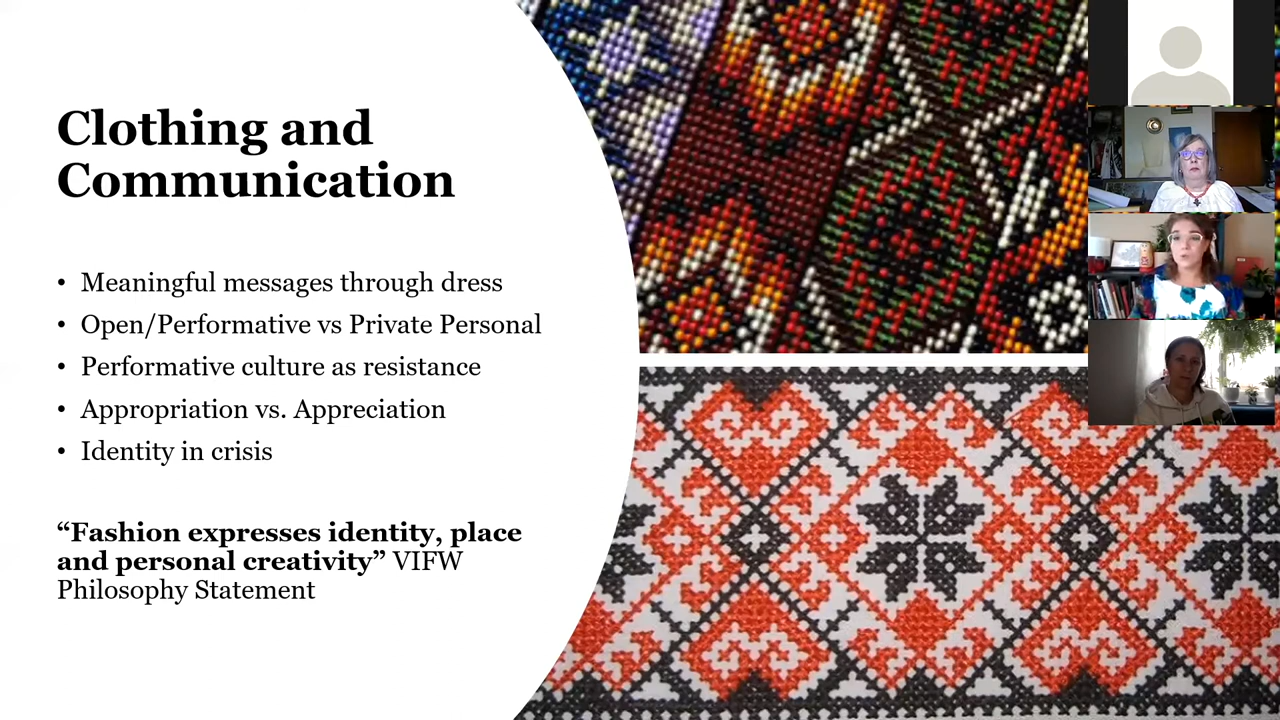 Clothing and
Communication
• Meaningful messages through dress
• Open/Performative vs Private Personal
• Performative culture as resistance
• Appropriation vs. Appreciation
• Identity in crisis
“Fashion expresses identity, place
and personal creativity” VIFW
Philosophy Statement